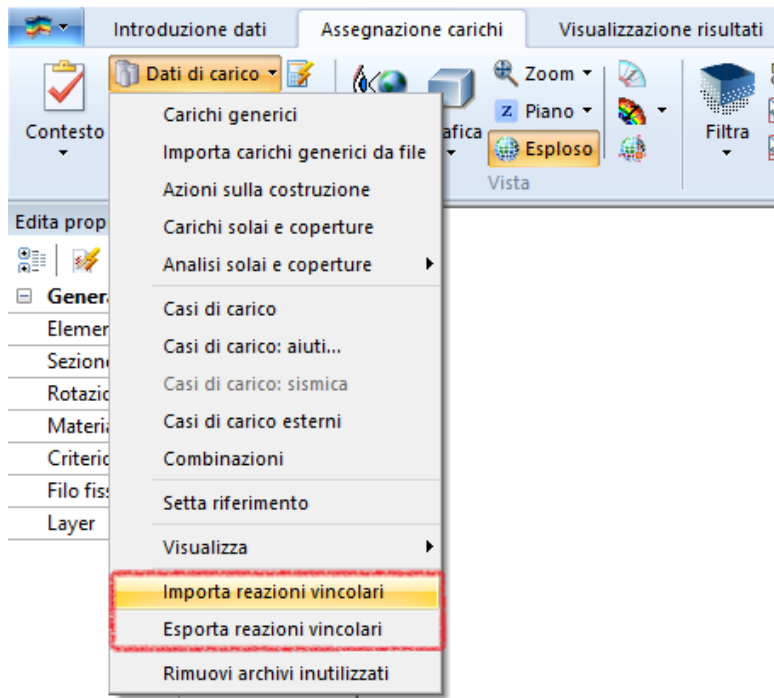 Introduzione dati Assegnazione carichi Visualizzazione risultati
Contesto
Dati di carico
Zoom
Piano
Esploso
Vista
Filtra
Carichi generici
Importa carichi generici da file
Azioni sulla costruzione
Carichi solai e coperture
Analisi solai e coperture
Casi di carico
Casi di carico: aiuti...
Casi di carico: sismica
Casi di carico esterni
Combinazioni
Setta riferimento
Visualizza
Importa reazioni vincolari
Esporta reazioni vincolari
Rimuovi archivi inutilizzati
Edita prop
Gener
Elemen
Sezion
Rotazio
Materia
Criterio
Filo fis
Layer